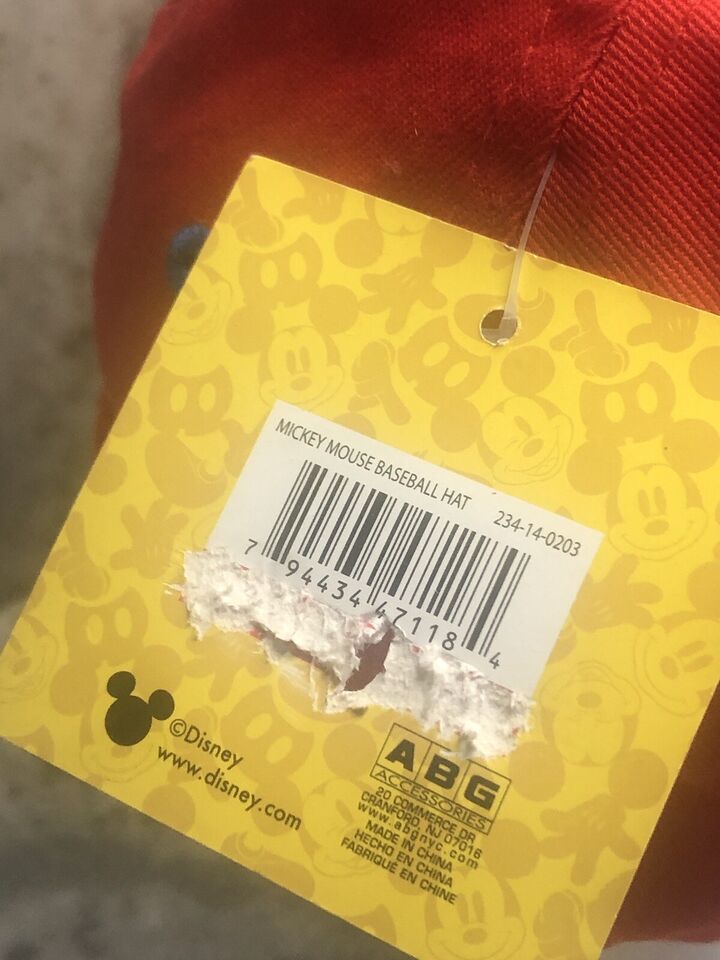 MICKEY MOUSE BASEBALL HAT 234-14-0203
7 94434 47118 4
©Disney
www.disney.com
ABG
ACCESSORIES
20 COMMERCE DR
CRANFORD, NJ 07016
www.abgnyc.com
MADE IN CHINA
HECHO EN CHINA
FABRIQUÉ EN CHINE